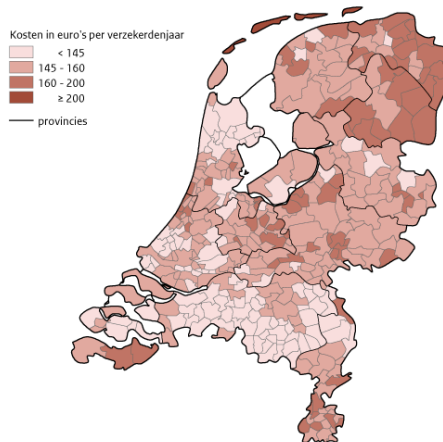 Kosten in euro's per verzekerdenjaar
< 145
145 - 160
160 - 200
≥ 200
provincies